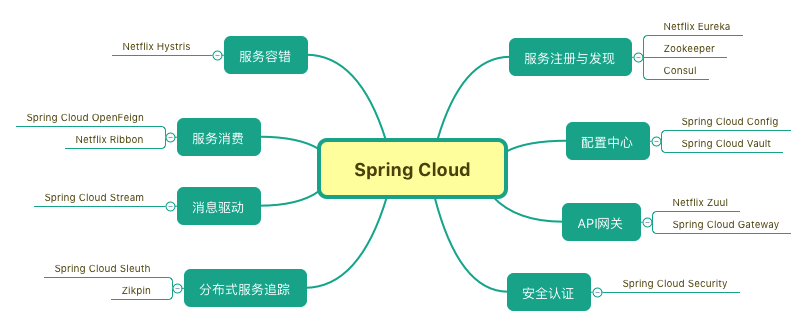 Spring Cloud
服务容错
Netflix Hystris
服务消费
Spring Cloud OpenFeign
Netflix Ribbon
消息驱动
Spring Cloud Stream
分布式服务追踪
Spring Cloud Sleuth
Zikpin
服务注册与发现
Netflix Eureka
Zookeeper
Consul
配置中心
Spring Cloud Config
Spring Cloud Vault
API网关
Netflix Zuul
Spring Cloud Gateway
安全认证
Spring Cloud Security